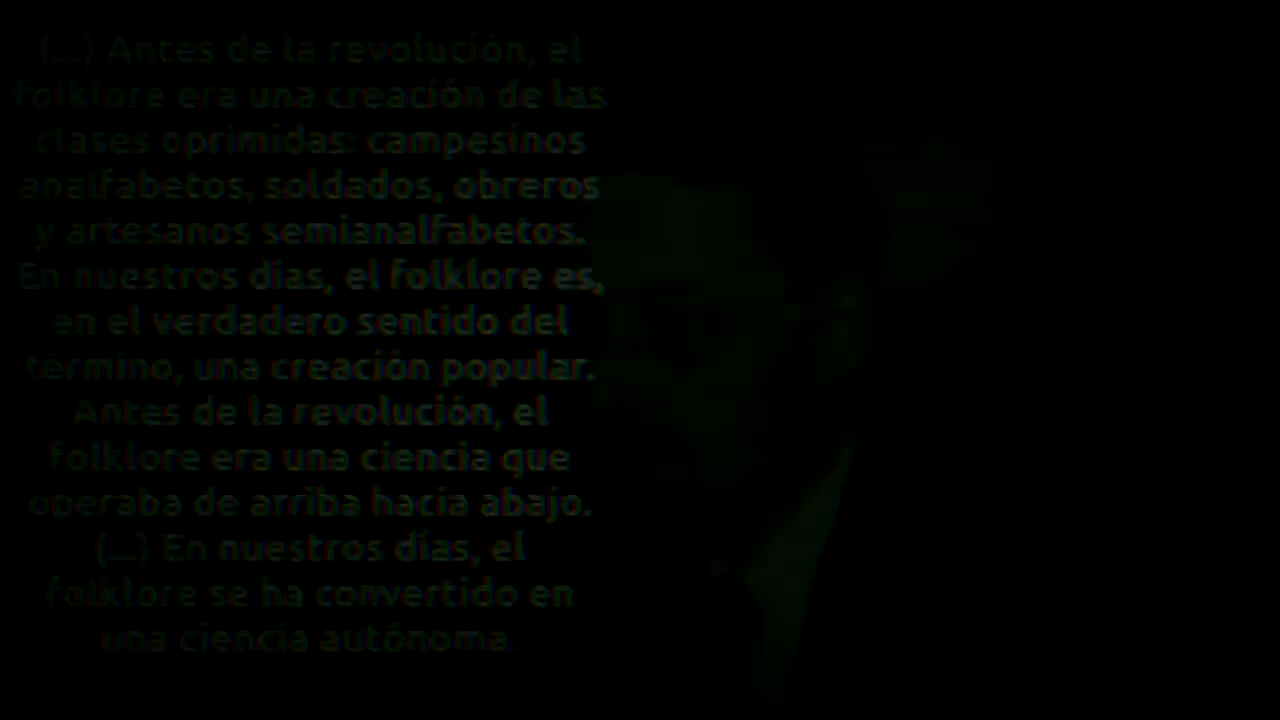 (...) Antes de la revolución, el
folklore era una creación de las
clases oprimidas: campesinos
analfabetos, soldados, obreros
y artesanos semianalfabetos.
En nuestros días, el folklore es,
en el verdadero sentido del
término, una creación popular.
Antes de la revolución, el
folklore era una ciencia que
operaba de arriba hacia abajo.
(...) En nuestros días, el
folklore se ha convertido en
una ciencia autónoma.